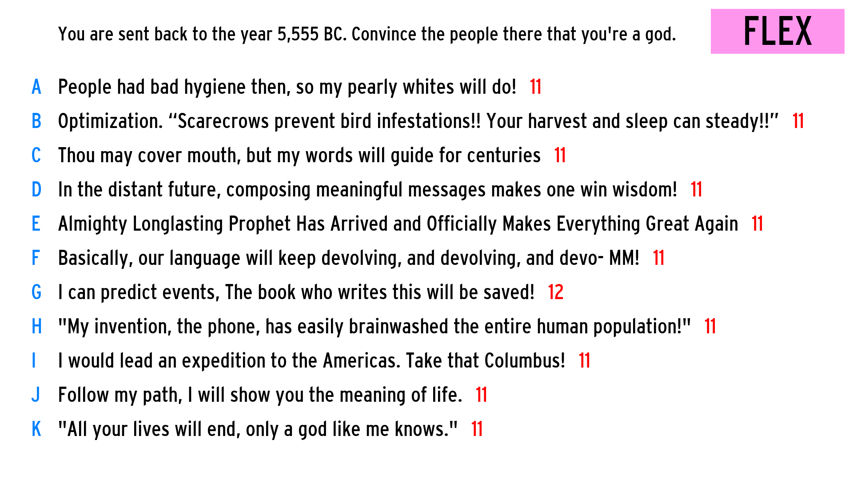 You are sent back to the year 5,555 BC. Convince the people there that you're a god.
FLEX
A People had bad hygiene then, so my pearly whites will do! 11
B Optimization. “Scarecrows prevent bird infestations!! Your harvest and sleep can steady!!” 11
C Thou may cover mouth, but my words will guide for centuries 11
D In the distant future, composing meaningful messages makes one win wisdom! 11
E Almighty Longlasting Prophet Has Arrived and Officially Makes Everything Great Again 11
F Basically, our language will keep devolving, and devolving, and devo- MM! 11
G I can predict events, The book who writes this will be saved! 12
H "My invention, the phone, has easily brainwashed the entire human population!" 11
I I would lead an expedition to the Americas. Take that Columbus! 11
J Follow my path, I will show you the meaning of life. 11
K "All your lives will end, only a god like me knows." 11